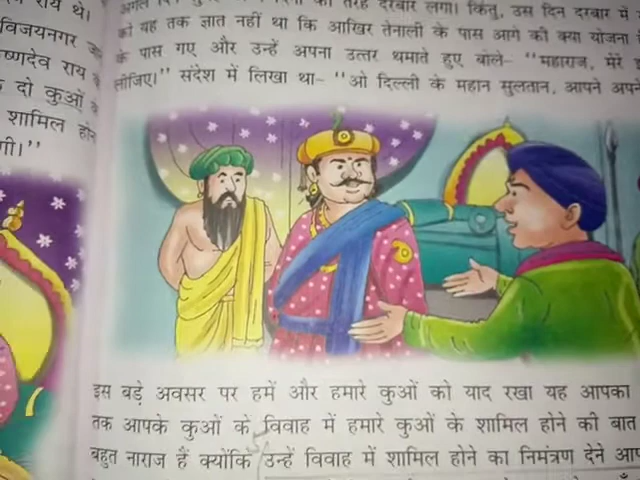 राय थे।
विजयनगर
कृष्णदेव राय
दो कुओं
शामिल होने
गी।''
दरबार लगा। किंतु, उस दिन दरबार में
को यह तक ज्ञात नहीं था कि आखिर तेनाली के पास आगे की क्या योजना
के पास गए और उन्हें अपना उत्तर थमाते हुए बोले- ''महाराज, मेरे
लीजिए।'' संदेश में लिखा था- ''ओ दिल्ली के महान सुलतान, आपने अपने
इस बड़े अवसर पर हमें और हमारे कुओं को याद रखा यह आपका
तक आपके कुओं के विवाह में हमारे कुओं के शामिल होने की बात
बहुत नाराज हैं क्योंकि उन्हें विवाह में शामिल होने का निमंत्रण देने